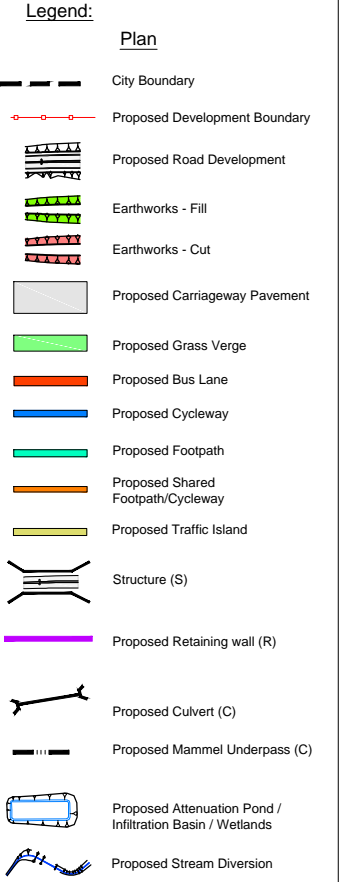 Legend:
Plan
City Boundary
Proposed Development Boundary
Proposed Road Development
Earthworks - Fill
Earthworks - Cut
Proposed Carriageway Pavement
Proposed Grass Verge
Proposed Bus Lane
Proposed Cycleway
Proposed Footpath
Proposed Shared
Footpath/Cycleway
Proposed Traffic Island
Structure (S)
Proposed Retaining wall (R)
Proposed Culvert (C)
Proposed Mammel Underpass (C)
Proposed Attenuation Pond /
Infiltration Basin / Wetlands
Proposed Stream Diversion